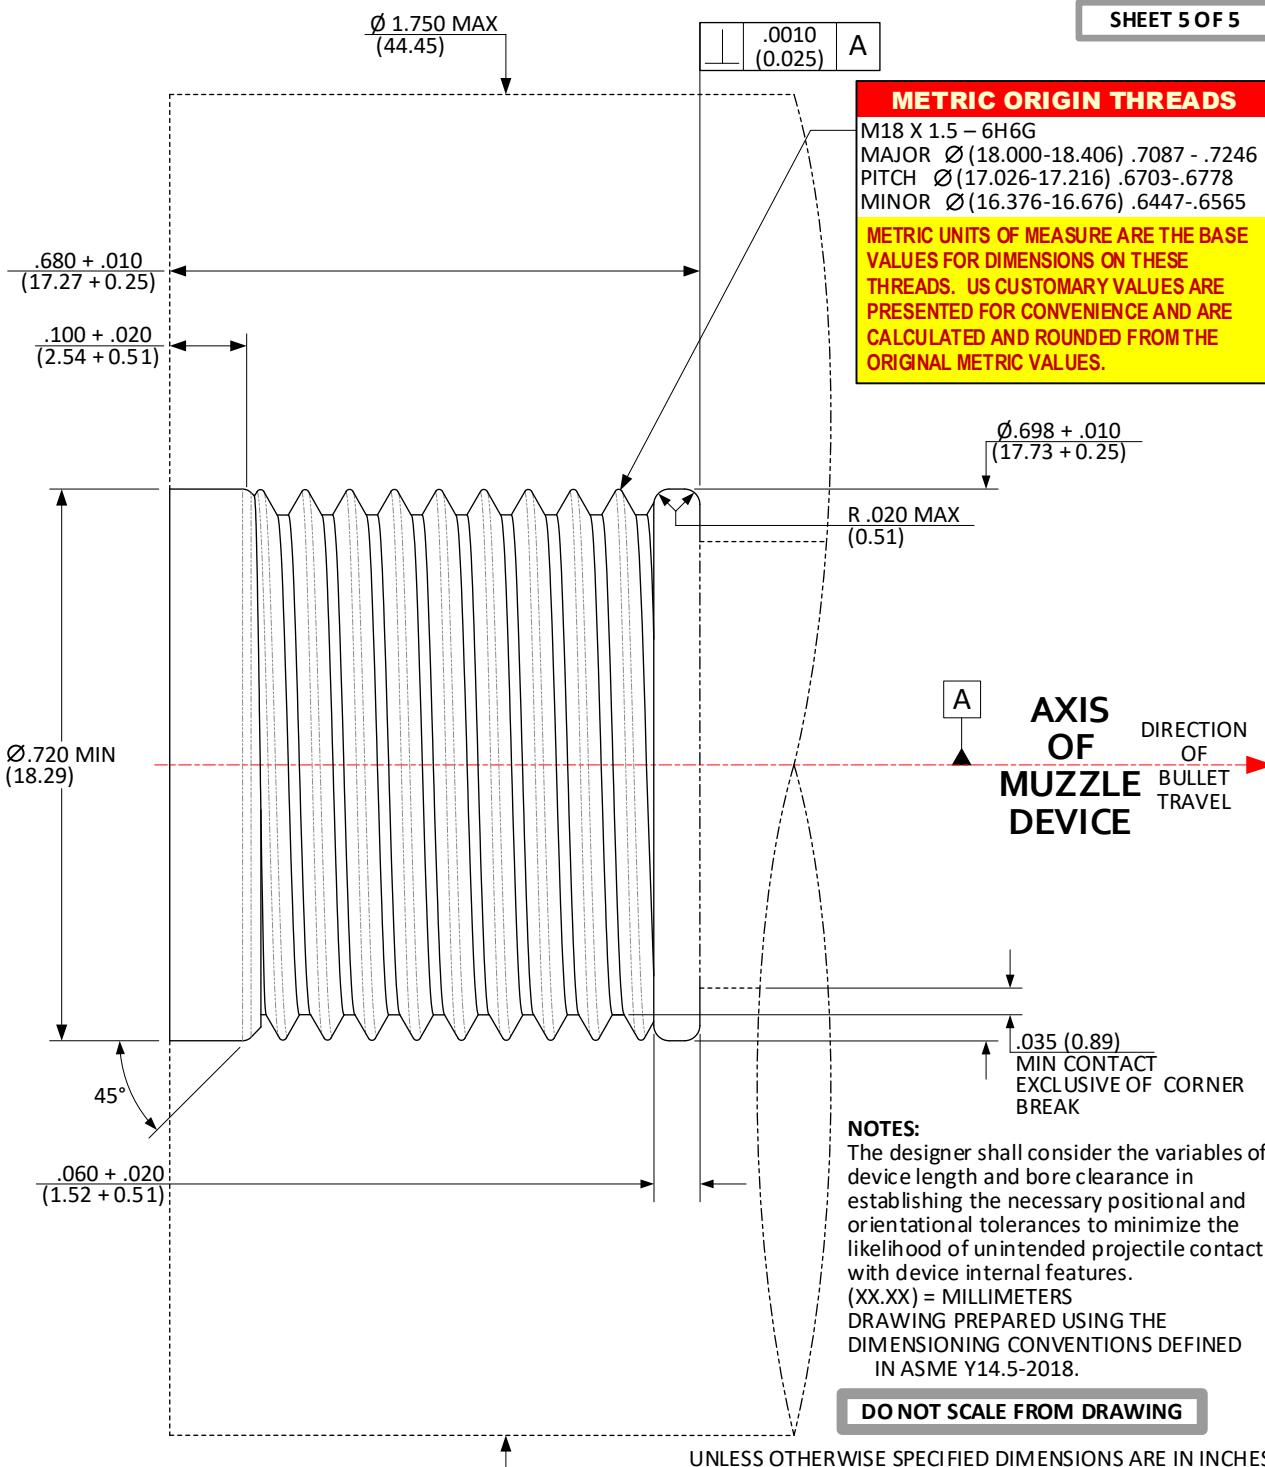 SHEET 5 OF 5
Ø 1.750 MAX
(44.45)
⊥ .0010 A
(0.025)
METRIC ORIGIN THREADS
M18 X 1.5 – 6H6G
MAJOR Ø (18.000-18.406) .7087 - .7246
PITCH Ø (17.026-17.216) .6703-.6778
MINOR Ø (16.376-16.676) .6447-.6565
METRIC UNITS OF MEASURE ARE THE BASE
VALUES FOR DIMENSIONS ON THESE
THREADS. US CUSTOMARY VALUES ARE
PRESENTED FOR CONVENIENCE AND ARE
CALCULATED AND ROUNDED FROM THE
ORIGINAL METRIC VALUES.
.680 + .010
(17.27 + 0.25)
.100 + .020
(2.54 + 0.51)
Ø.698 + .010
(17.73 + 0.25)
R .020 MAX
(0.51)
A
AXIS
OF
MUZZLE
DEVICE
DIRECTION
OF
BULLET
TRAVEL
Ø.720 MIN
(18.29)
.035 (0.89)
MIN CONTACT
EXCLUSIVE OF CORNER
BREAK
45°
.060 + .020
(1.52 + 0.51)
NOTES:
The designer shall consider the variables of
device length and bore clearance in
establishing the necessary positional and
orientational tolerances to minimize the
likelihood of unintended projectile contact
with device internal features.
(XX.XX) = MILLIMETERS
DRAWING PREPARED USING THE
DIMENSIONING CONVENTIONS DEFINED
IN ASME Y14.5-2018.
DO NOT SCALE FROM DRAWING
UNLESS OTHERWISE SPECIFIED DIMENSIONS ARE IN INCHES